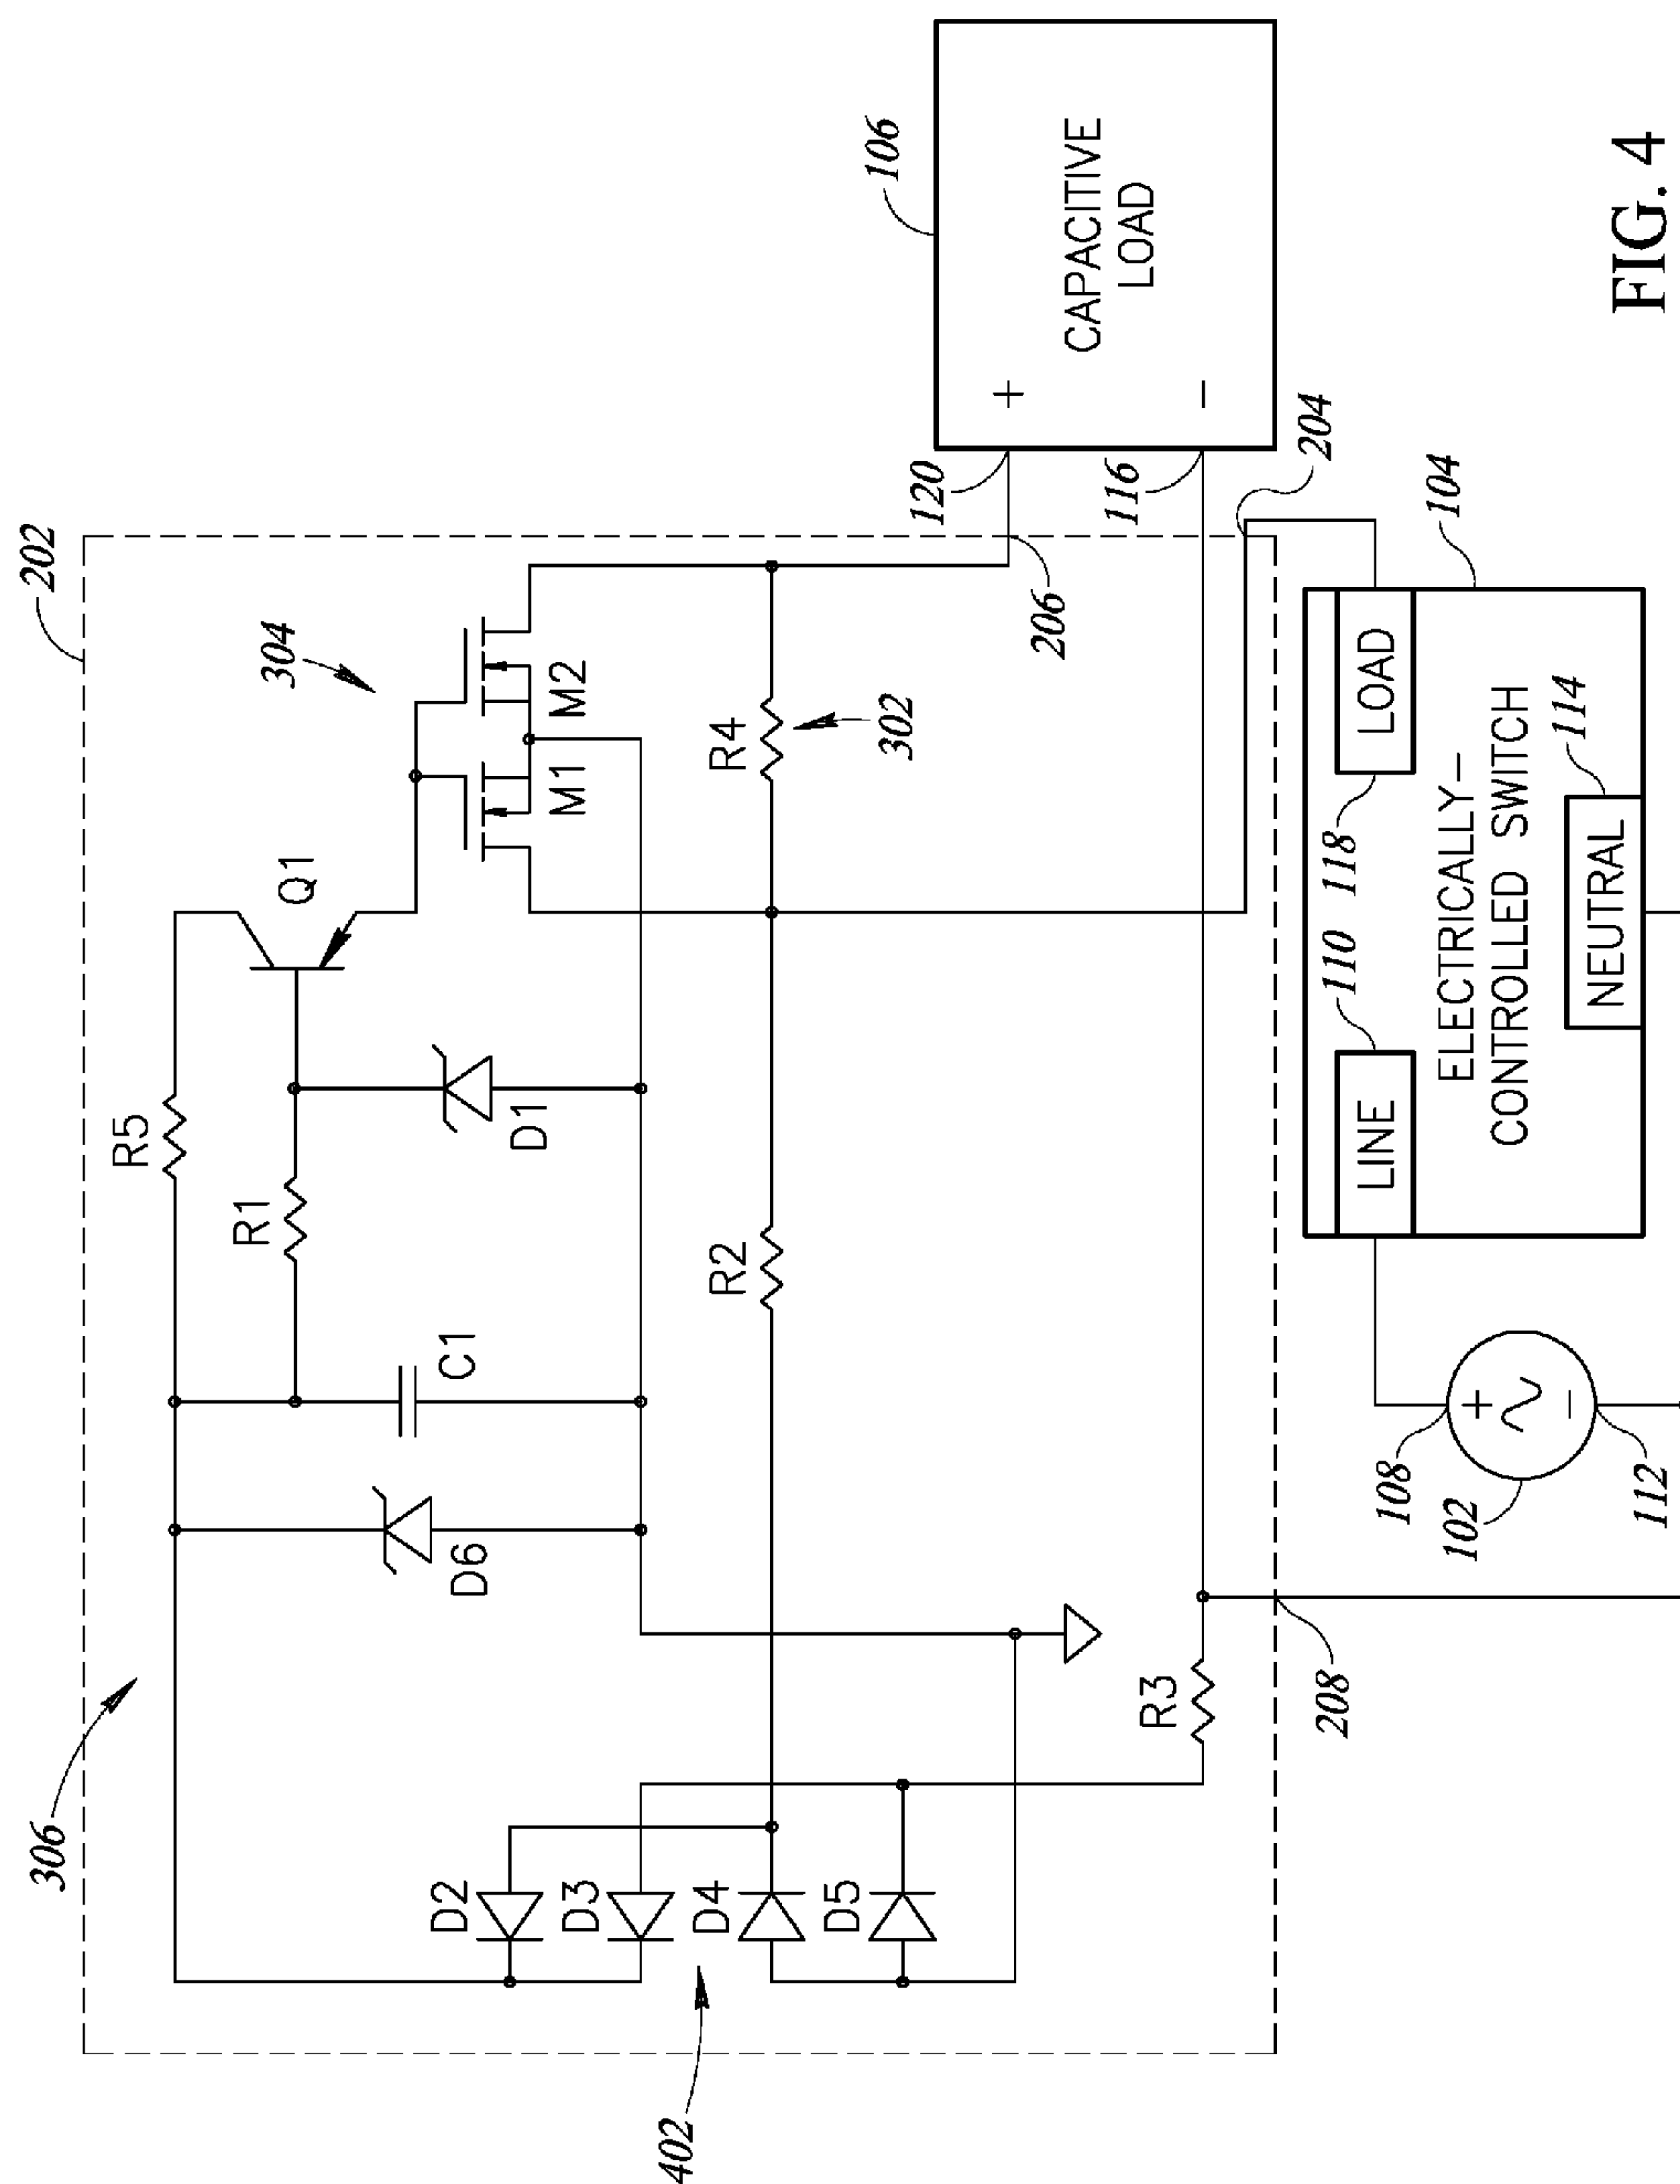 202
306
304
R5
Q1
R1
D6
C1
D1
M1
M2
D2
D3
D4
D5
402
R2
R4
302
R3
206
120
116
+
−
CAPACITIVE
LOAD
106
208
204
108
102
+
−
112
110
118
LINE
LOAD
ELECTRICALLY-
CONTROLLED SWITCH
NEUTRAL
114
104
FIG. 4